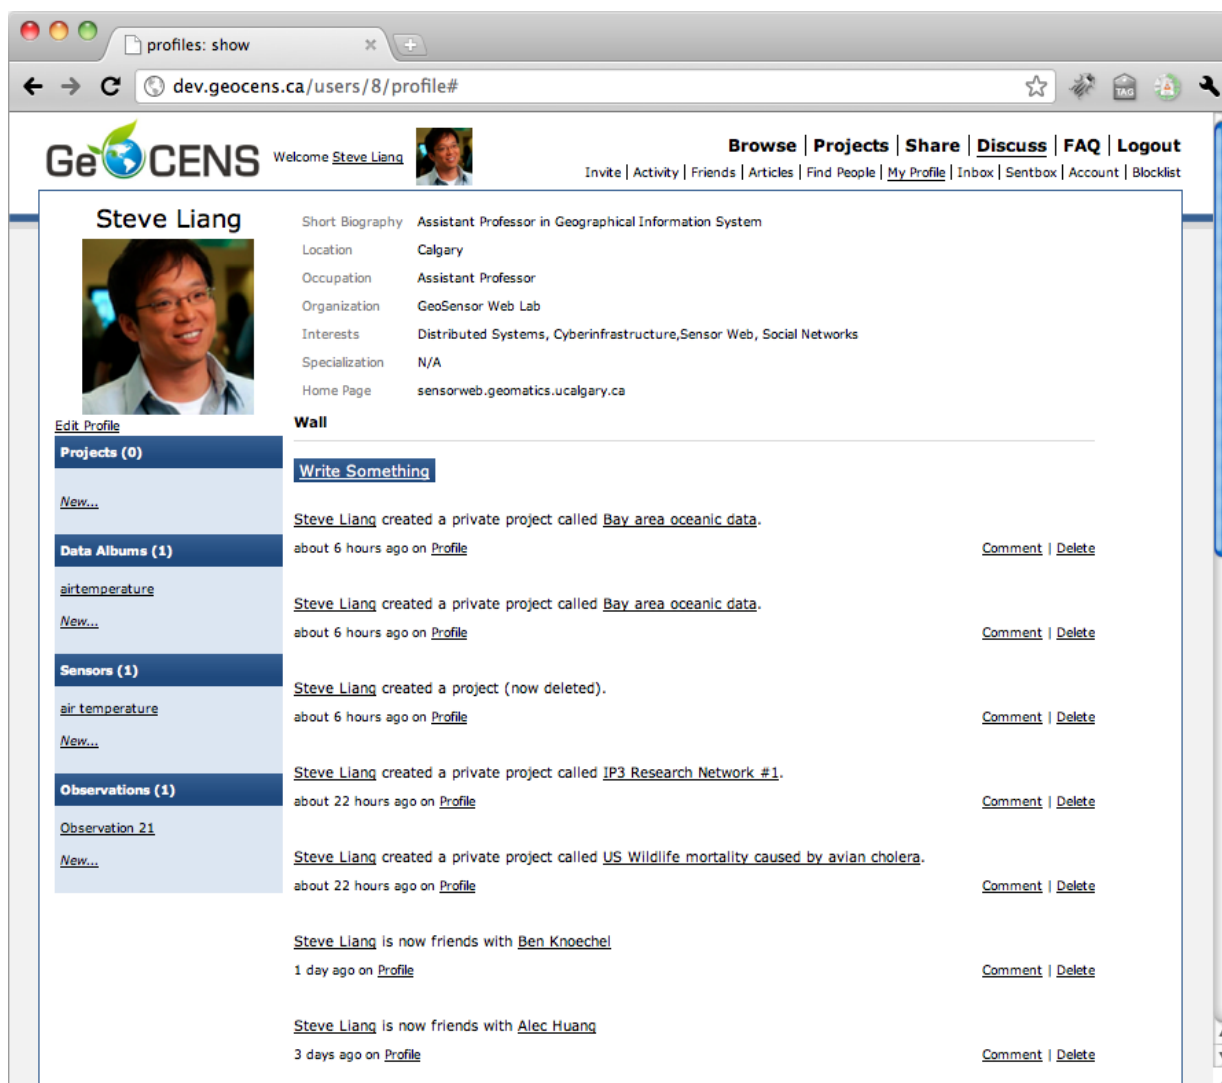 profiles: show
dev.geocens.ca/users/8/profile#
TAG
GeoCENS
Welcome Steve Liang
Browse | Projects | Share | Discuss | FAQ | Logout
Invite | Activity | Friends | Articles | Find People | My Profile | Inbox | Sentbox | Account | Blocklist
Steve Liang
Short Biography Assistant Professor in Geographical Information System
Location Calgary
Occupation Assistant Professor
Organization GeoSensor Web Lab
Interests Distributed Systems, Cyberinfrastructure,Sensor Web, Social Networks
Specialization N/A
Home Page sensorweb.geomatics.ucalgary.ca
Edit Profile
Projects (0)
New...
Data Albums (1)
airtemperature
New...
Sensors (1)
air temperature
New...
Observations (1)
Observation 21
New...
Wall
Write Something
Steve Liang created a private project called Bay area oceanic data.
about 6 hours ago on Profile Comment | Delete
Steve Liang created a private project called Bay area oceanic data.
about 6 hours ago on Profile Comment | Delete
Steve Liang created a project (now deleted).
about 6 hours ago on Profile Comment | Delete
Steve Liang created a private project called IP3 Research Network #1.
about 22 hours ago on Profile Comment | Delete
Steve Liang created a private project called US Wildlife mortality caused by avian cholera.
about 22 hours ago on Profile Comment | Delete
Steve Liang is now friends with Ben Knoechel
1 day ago on Profile Comment | Delete
Steve Liang is now friends with Alec Huang
3 days ago on Profile Comment | Delete